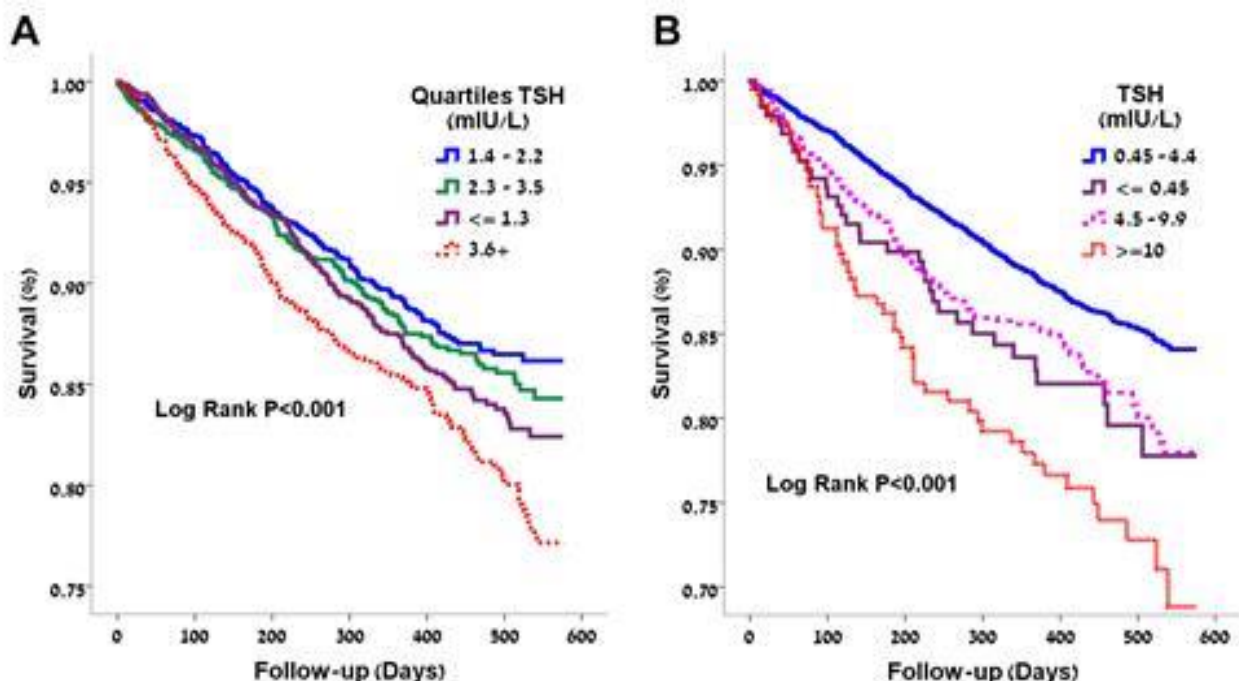 A
Quartiles TSH
(mIU/L)
1.4 - 2.2
2.3 - 3.5
<= 1.3
3.6+
Log Rank P<0.001
Survival (%)
1.00
0.95
0.90
0.85
0.80
0.75
0
100
200
300
400
500
600
Follow-up (Days)
B
TSH
(mIU/L)
0.45 -4.4
<= 0.45
4.5 -9.9
>=10
Log Rank P<0.001
Survival (%)
1.00
0.95
0.90
0.85
0.80
0.75
0.70
0
100
200
300
400
500
600
Follow-up (Days)